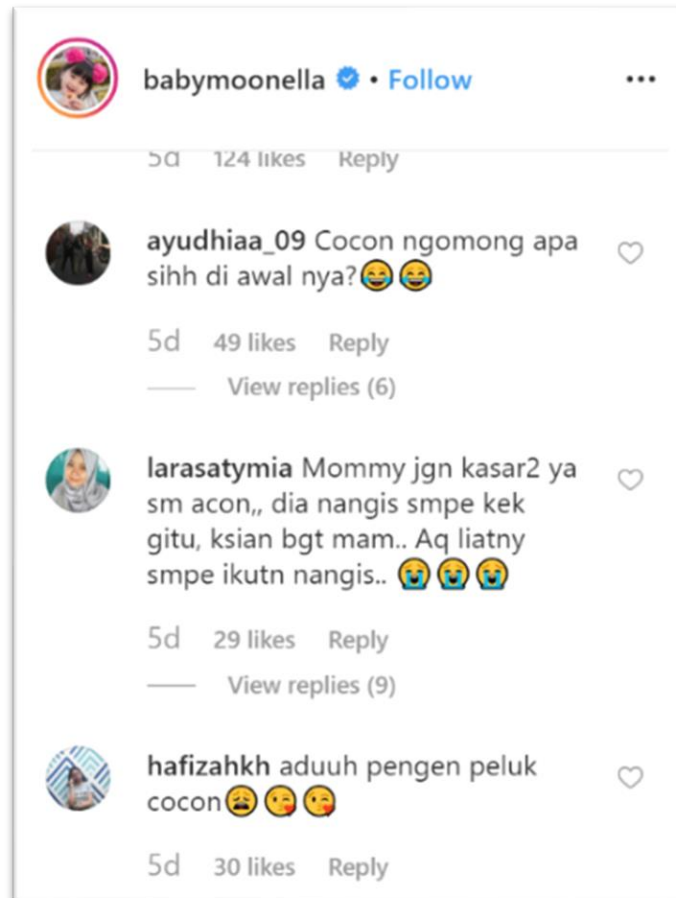 babymoonella • Follow
5d 124 likes Reply
ayudhiaa_09 Cocon ngomong apa
sihh di awal nya?😂😂
5d 49 likes Reply
View replies (6)
larasatymia Mommy jgn kasar2 ya
sm acon,, dia nangis smpe kek
gitu, ksian bgt mam.. Aq liatny
smpe ikutn nangis.. 😭😭😭
5d 29 likes Reply
View replies (9)
hafizahkh aduuh pengen peluk
cocon😩😘😘
5d 30 likes Reply